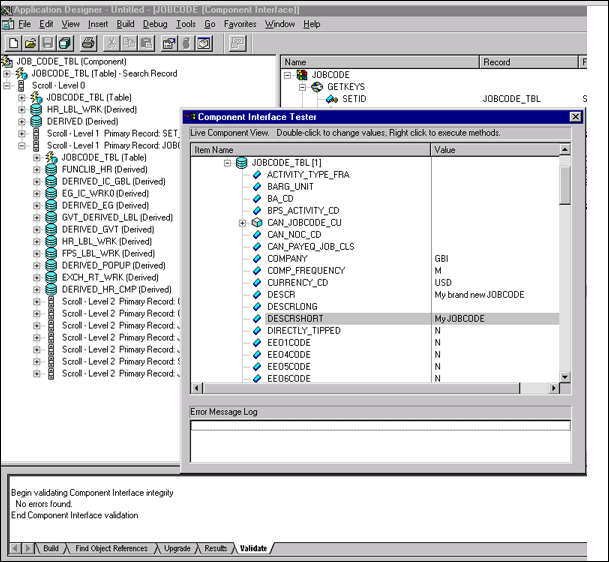 Application Designer - Untitled - [JOBCODE (Component Interface)]
File Edit View Insert Build Debug Tools Go Favorites Window Help
JOB_CODE_TBL (Component)
JOBCODE_TBL (Table) - Search Record
Scroll - Level 0
JOBCODE_TBL (Table)
HR_LBL_WRK (Derived)
DERIVED (Derived)
Scroll - Level 1 Primary Record: SET_
Scroll - Level 1 Primary Record: JOBC
JOBCODE_TBL (Table)
FUNCLIB_HR (Derived)
DERIVED_IC_GBL (Derived)
EG_IC_WRK0 (Derived)
DERIVED_EG (Derived)
GVT_DERIVED_LBL (Derived)
DERIVED_GVT (Derived)
HR_LBL_WRK (Derived)
FPS_LBL_WRK (Derived)
DERIVED_POPUP (Derived)
EXCH_RT_WRK (Derived)
DERIVED_HR_CMP (Derived)
Scroll - Level 2 Primary Record:
Scroll - Level 2 Primary Record:
Scroll - Level 2 Primary Record:
Scroll - Level 2 Primary Record:
Scroll - Level 2 Primary Record:
Scroll - Level 2 Primary Record:
Scroll - Level 2 Primary Record:
Name Record F
JOBCODE
GETKEYS
SETID JOBCODE_TBL S
Component Interface Tester
Live Component View. Double-click to change values, Right click to execute methods.
Item Name Value
JOBCODE_TBL [1]
ACTIVITY_TYPE_FRA
BARG_UNIT
BA_CD
BPS_ACTIVITY_CD
CAN_JOBCODE_CU
CAN_NOC_CD
CAN_PAYEQ_JOB_CLS
COMPANY GBI
COMP_FREQUENCY M
CURRENCY_CD USD
DESCR My brand new JOBCODE
DESCRLONG
DESCRSHORT My JOBCODE
DIRECTLY_TIPPED N
EEO1CODE N
EEO4CODE N
EEO5CODE N
EEO6CODE N
Error Message Log
Begin validating Component Interface integrity
No errors found.
End Component Interface validation
Build Find Object References Upgrade Results Validate